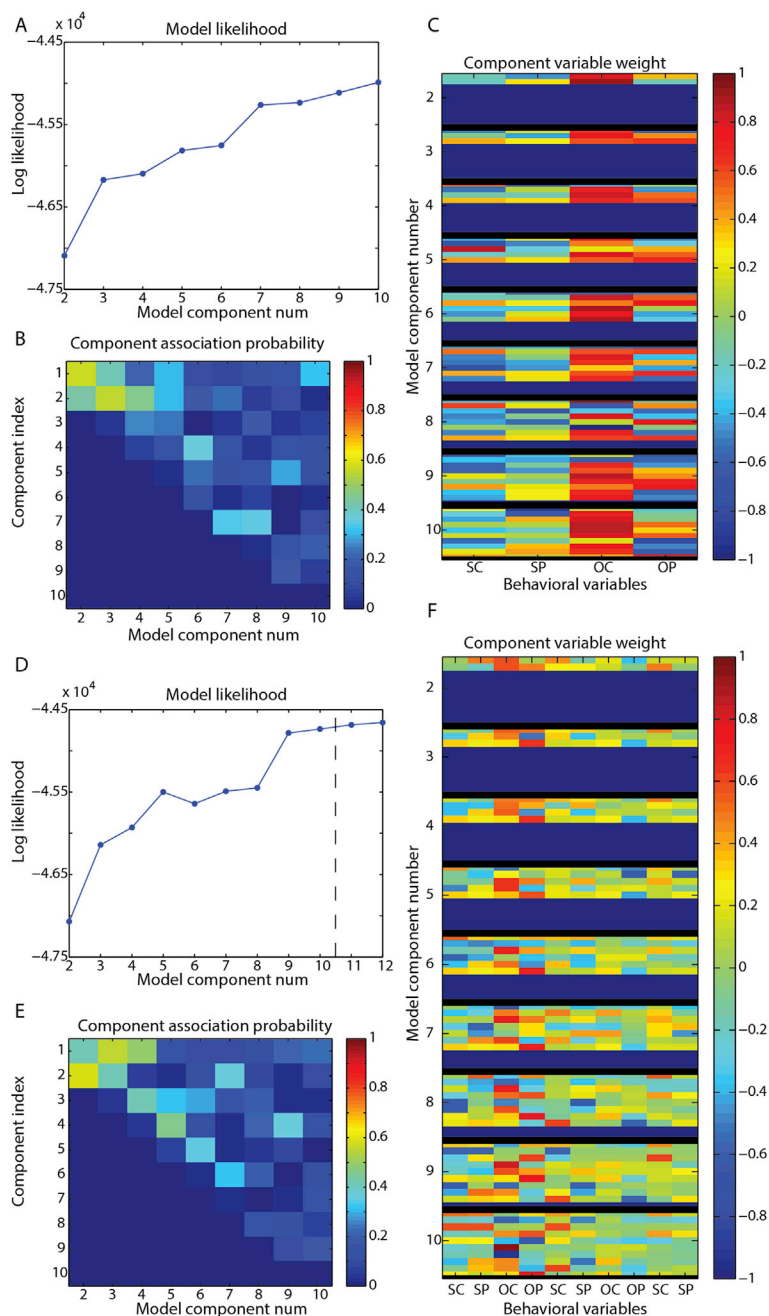 A
Model likelihood
x 10⁴
−4.45
−4.55
−4.65
−4.75
Log likelihood
2 3 4 5 6 7 8 9 10
Model component num
B
Component association probability
1
2
3
4
5
6
7
8
9
10
Component index
2 3 4 5 6 7 8 9 10
Model component num
1
0.8
0.6
0.4
0.2
0
C
Component variable weight
2
3
4
5
6
7
8
9
10
Model component number
SC SP OC OP
Behavioral variables
1
0.8
0.6
0.4
0.2
0
−0.2
−0.4
−0.6
−0.8
−1
D
Model likelihood
x 10⁴
−4.45
−4.55
−4.65
−4.75
Log likelihood
2 3 4 5 6 7 8 9 10 11 12
Model component num
E
Component association probability
1
2
3
4
5
6
7
8
9
10
Component index
2 3 4 5 6 7 8 9 10
Model component num
1
0.8
0.6
0.4
0.2
0
F
Component variable weight
2
3
4
5
6
7
8
9
10
Model component number
SC SP OC OP SC SP OC OP SC SP
Behavioral variables
1
0.8
0.6
0.4
0.2
0
−0.2
−0.4
−0.6
−0.8
−1